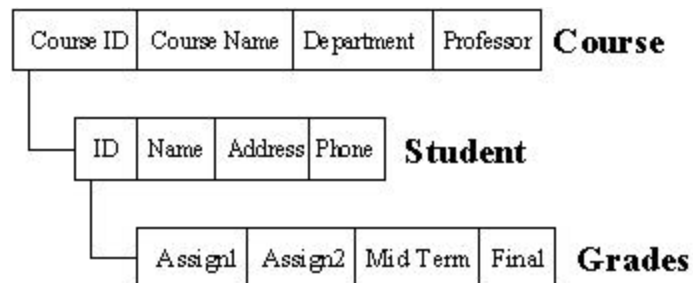 Course ID Course Name Department Professor Course
ID Name Address Phone Student
Assign1 Assign2 Mid Term Final Grades